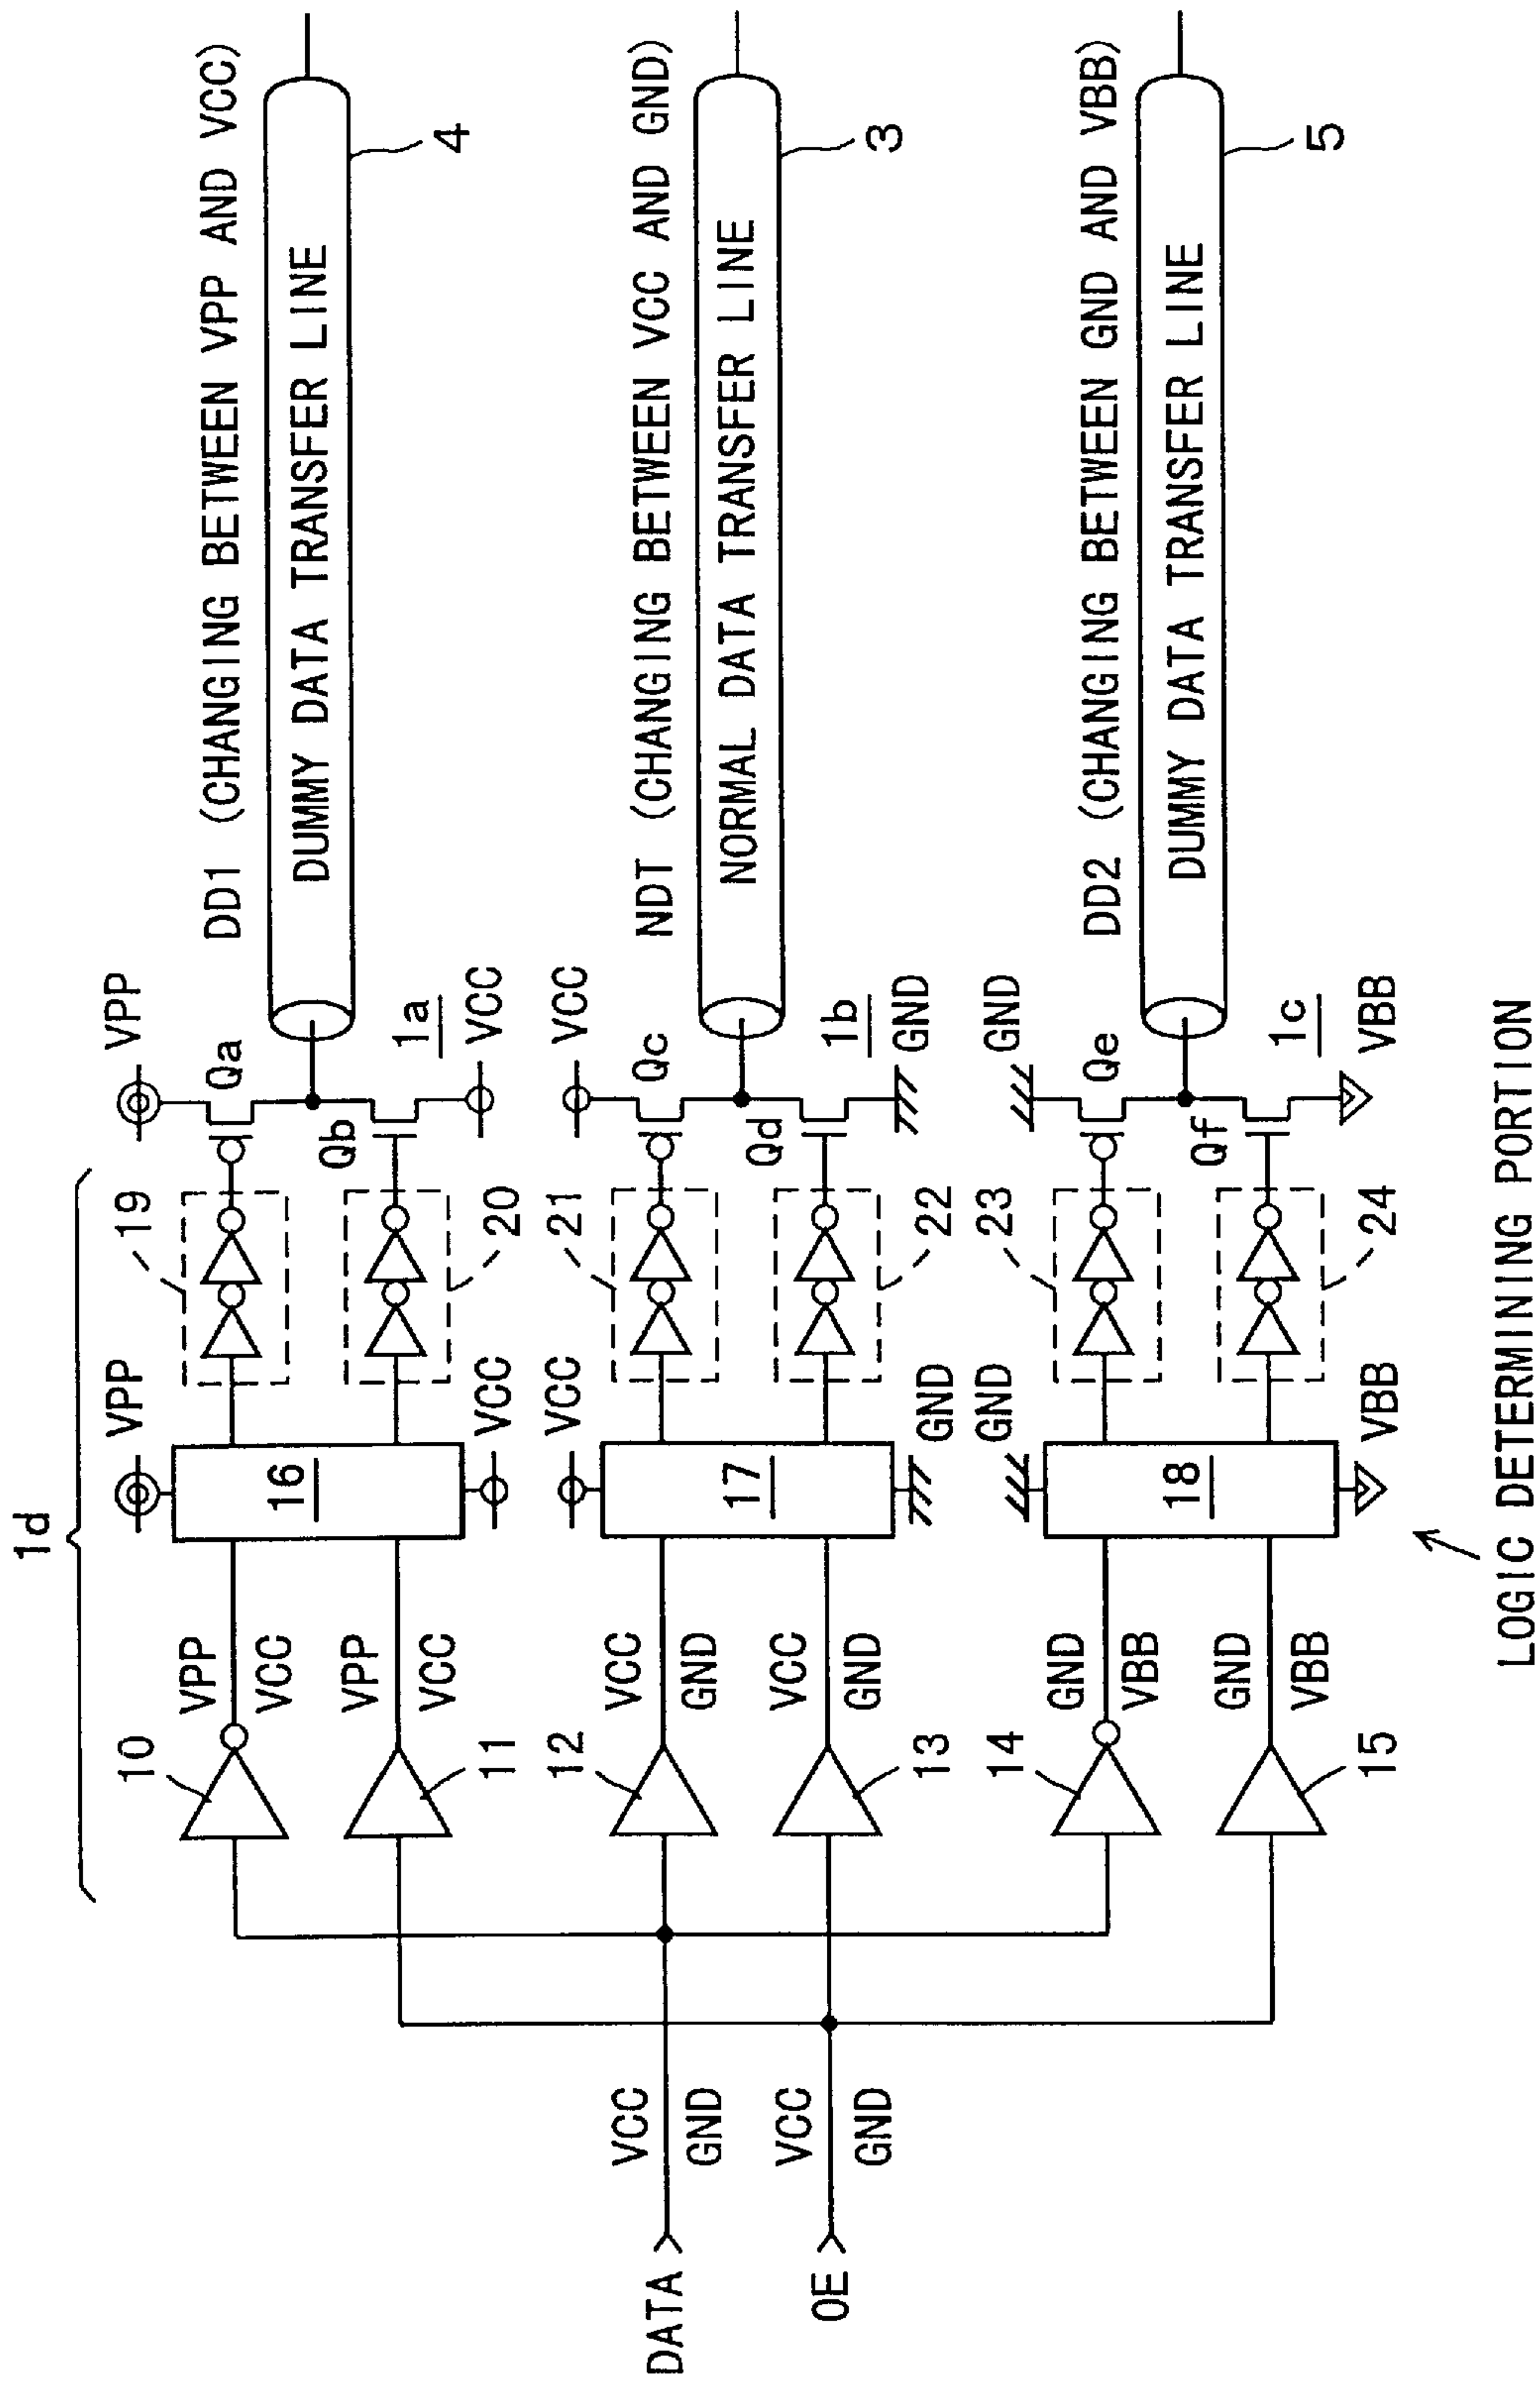 1d
VPP
VPP
DD1 (CHANGING BETWEEN VPP AND VCC)
10
VPP
16
19
Qa
DUMMY DATA TRANSFER LINE
VCC
4
VPP
Qb
1a
11
VCC
VCC
20
VCC
VCC
VCC
NDT (CHANGING BETWEEN VCC AND GND)
12
VCC
17
21
Qc
NORMAL DATA TRANSFER LINE
DATA
VCC
GND
GND
3
VCC
Qd
1b
OE
VCC
GND
13
GND
GND
22
GND
GND
GND
DD2 (CHANGING BETWEEN GND AND VBB)
14
GND
18
23
Qe
DUMMY DATA TRANSFER LINE
VBB
5
GND
Qf
1c
15
VBB
VBB
24
VBB
LOGIC DETERMINING PORTION